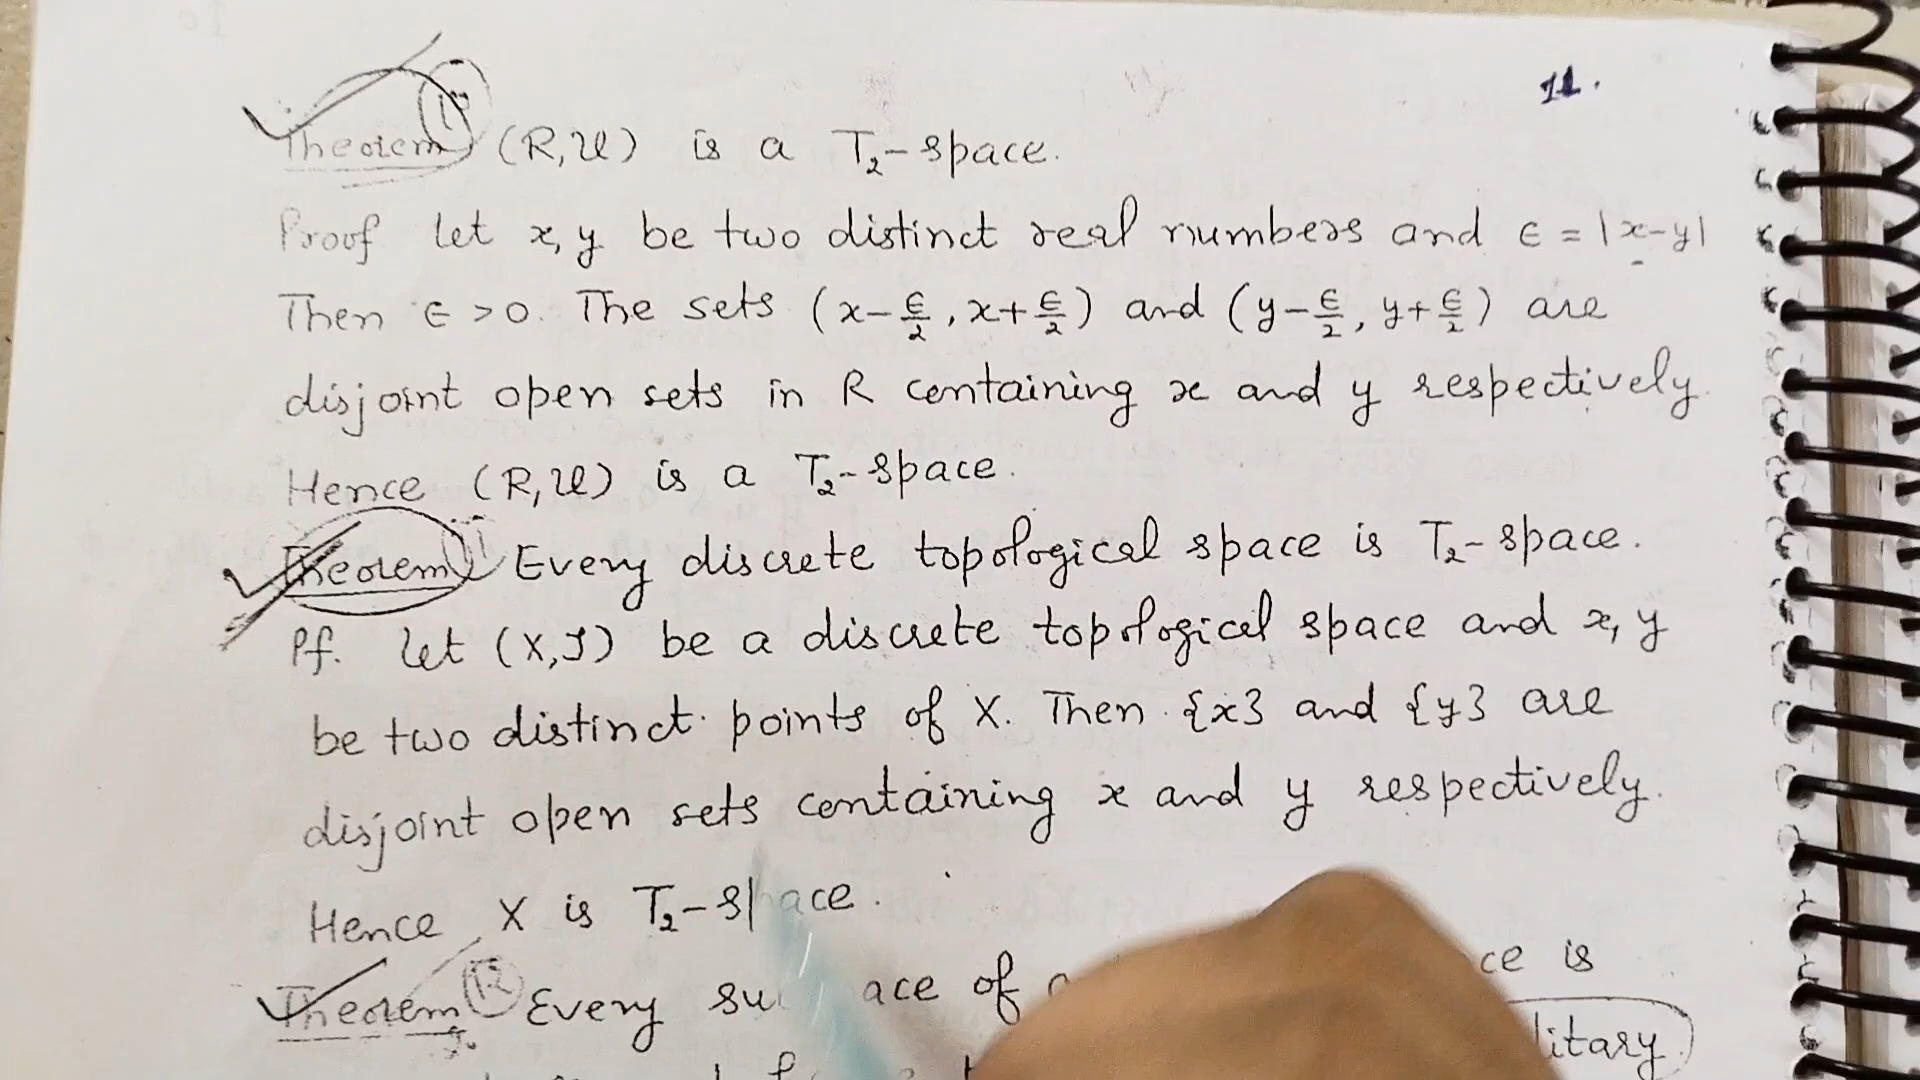 11.
Theorem 10 (R,U) is a T₂-space.
Proof let x, y be two distinct real numbers and ϵ = |x-y|
Then ϵ > 0. The sets (x-ϵ/2, x+ϵ/2) and (y-ϵ/2, y+ϵ/2) are
disjoint open sets in R containing x and y respectively.
Hence (R,U) is a T₂-space.
Theorem 11 Every discrete topological space is T₂-space.
Pf. let (X,J) be a discrete topological space and x, y
be two distinct points of X. Then {x} and {y} are
disjoint open sets containing x and y respectively.
Hence X is T₂-space.
Theorem 12 Every of is